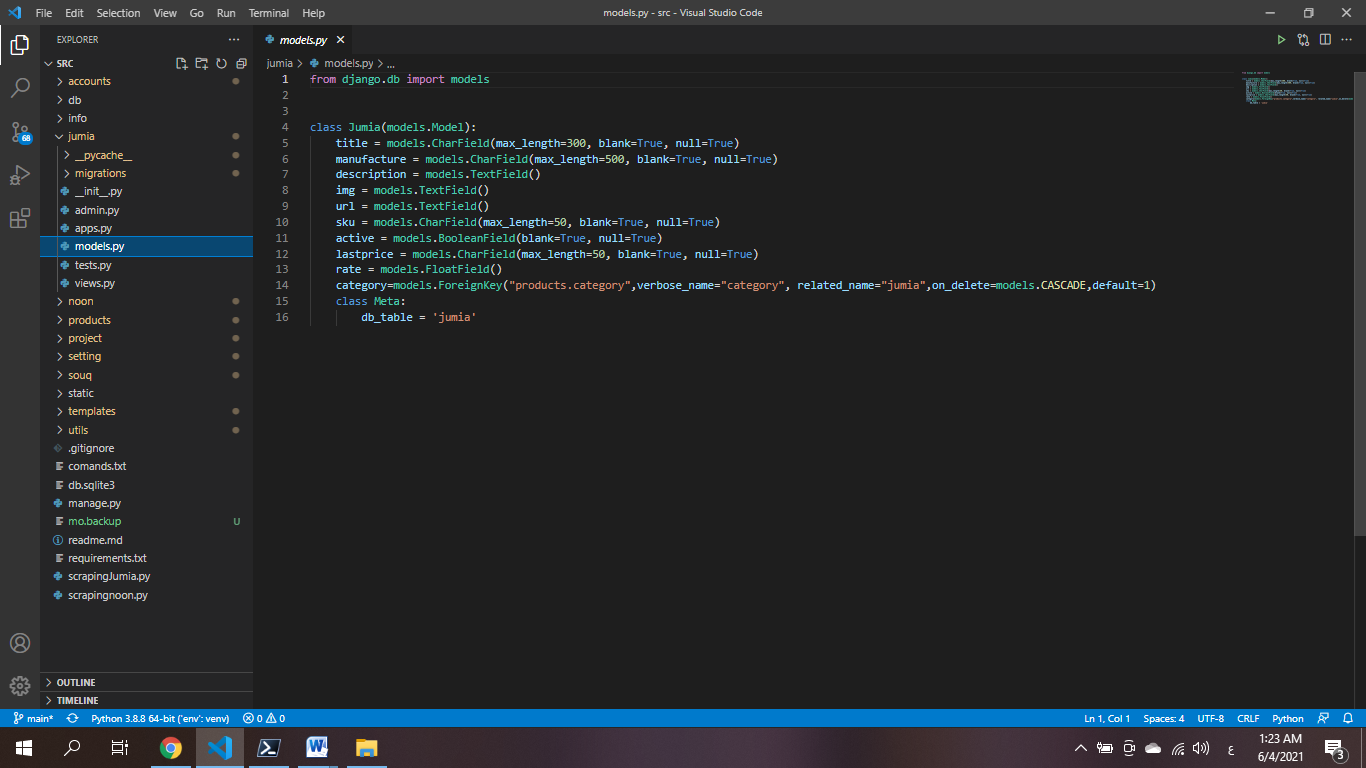 File Edit Selection View Go Run Terminal Help
models.py - src - Visual Studio Code
EXPLORER
SRC
accounts
db
info
jumia
__pycache__
migrations
__init__.py
admin.py
apps.py
models.py
tests.py
views.py
noon
products
project
setting
souq
static
templates
utils
.gitignore
comands.txt
db.sqlite3
manage.py
mo.backup U
readme.md
requirements.txt
scrapingJumia.py
scrapingnoon.py
OUTLINE
TIMELINE
68
models.py
jumia > models.py > ...
1 from django.db import models
2
3
4 class Jumia(models.Model):
5 title = models.CharField(max_length=300, blank=True, null=True)
6 manufacture = models.CharField(max_length=500, blank=True, null=True)
7 description = models.TextField()
8 img = models.TextField()
9 url = models.TextField()
10 sku = models.CharField(max_length=50, blank=True, null=True)
11 active = models.BooleanField(blank=True, null=True)
12 lastprice = models.CharField(max_length=50, blank=True, null=True)
13 rate = models.FloatField()
14 category=models.ForeignKey("products.category",verbose_name="category", related_name="jumia",on_delete=models.CASCADE,default=1)
15 class Meta:
16 db_table = 'jumia'
main* Python 3.8.8 64-bit ('env': venv) 0 0 Ln 1, Col 1 Spaces: 4 UTF-8 CRLF Python
ع
1:23 AM
6/4/2021
3